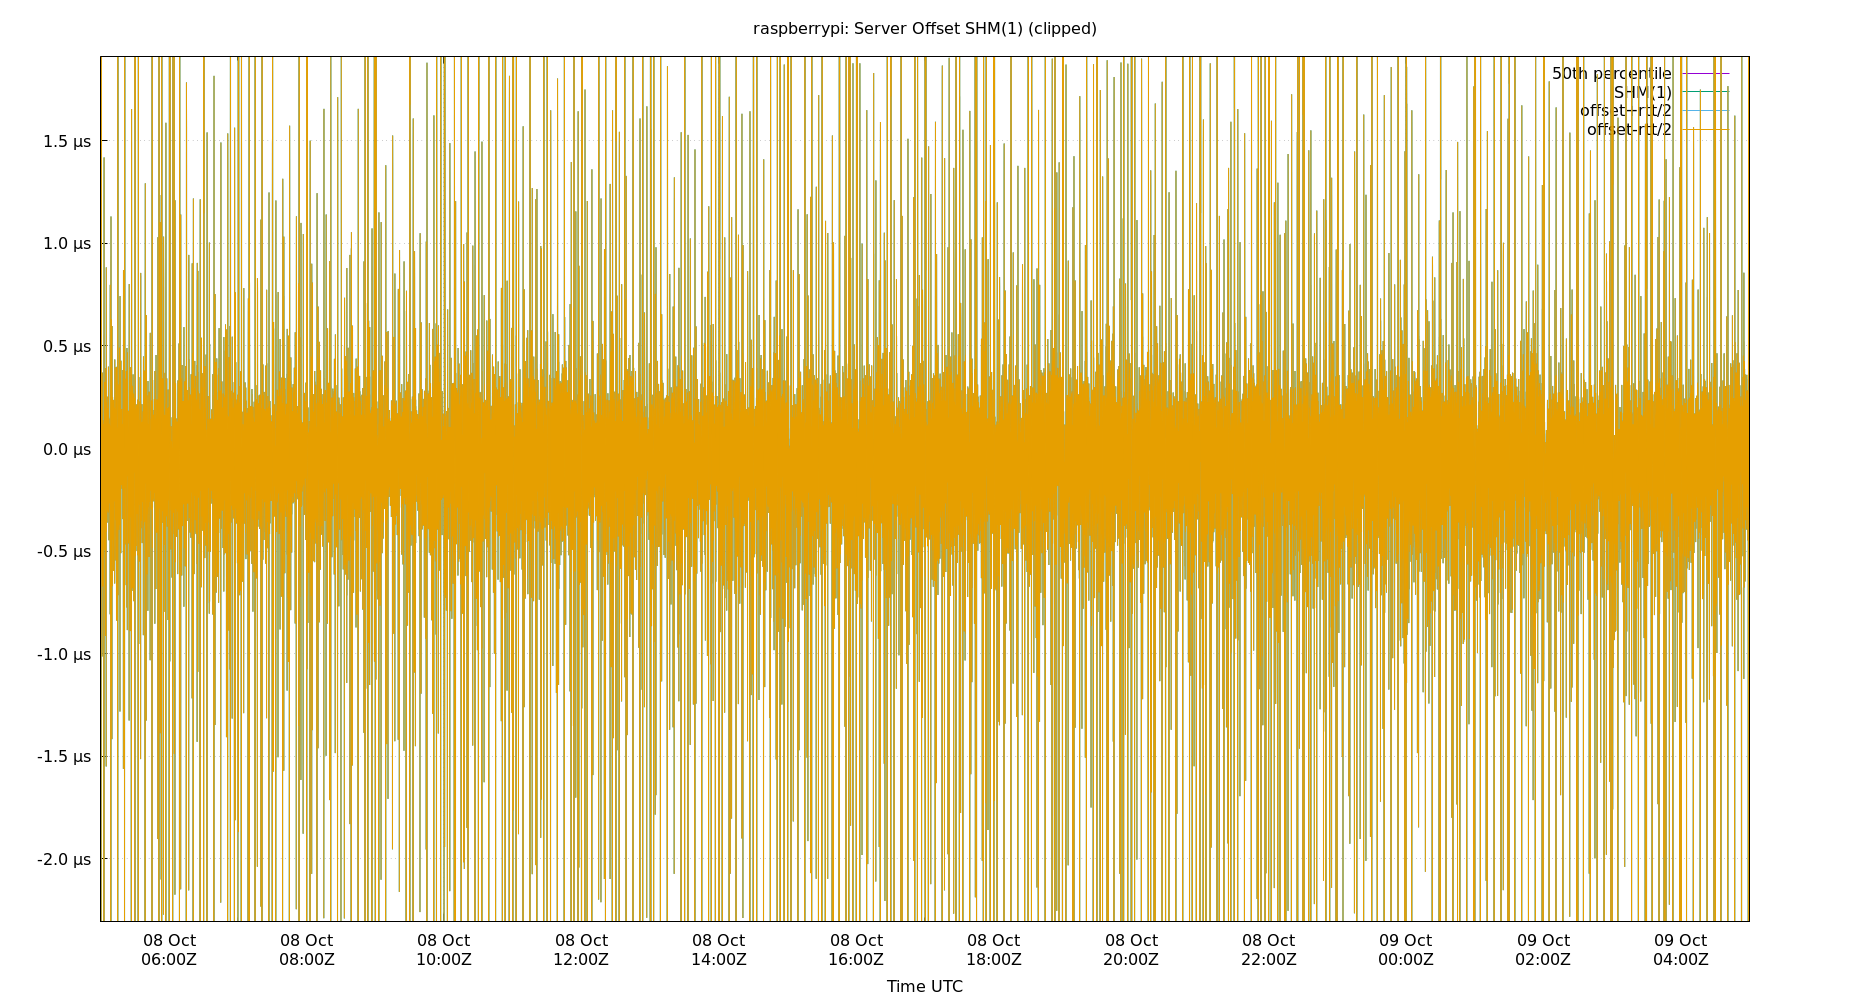 raspberrypi: Server Offset SHM(1) (clipped)
50th percentile
SHM(1)
offset+rtt/2
offset-rtt/2
1.5 µs
1.0 µs
0.5 µs
0.0 µs
-0.5 µs
-1.0 µs
-1.5 µs
-2.0 µs
08 Oct 08 Oct 08 Oct 08 Oct 08 Oct 08 Oct 08 Oct 08 Oct 08 Oct 09 Oct 09 Oct 09 Oct
06:00Z 08:00Z 10:00Z 12:00Z 14:00Z 16:00Z 18:00Z 20:00Z 22:00Z 00:00Z 02:00Z 04:00Z
Time UTC